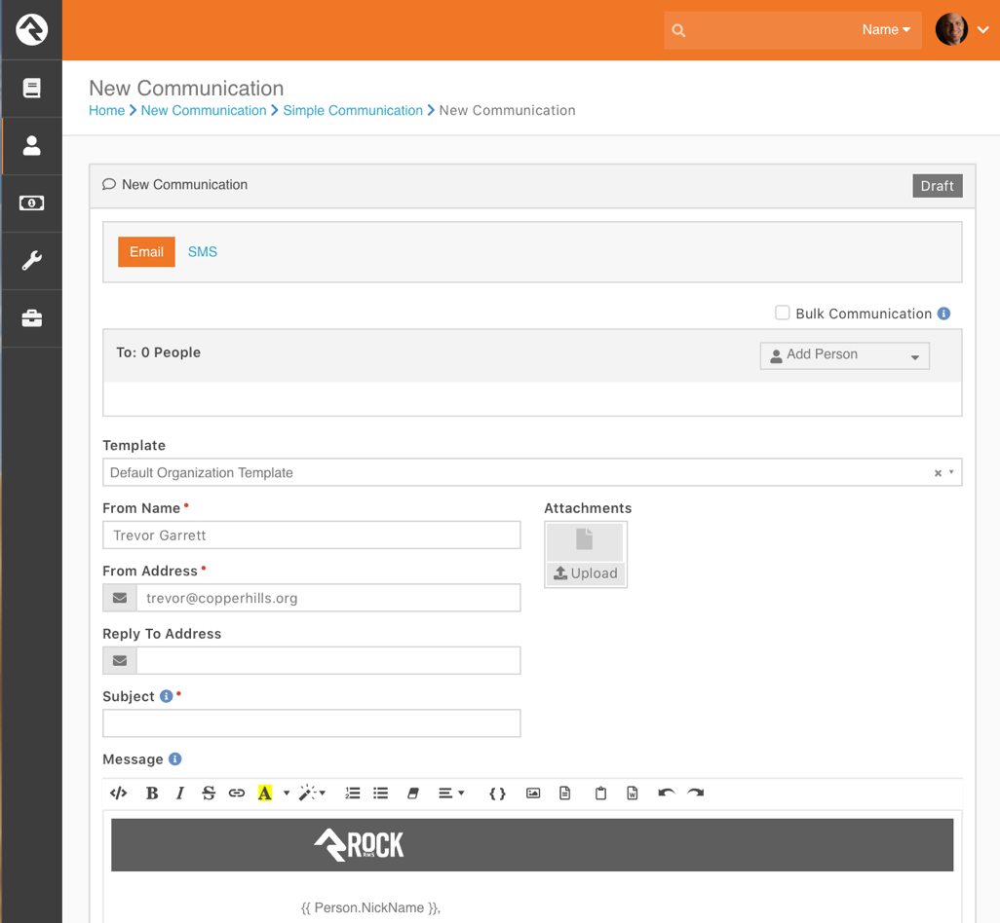 Name
New Communication
Home New Communication Simple Communication New Communication
New Communication
Draft
Email SMS
Bulk Communication
To: 0 People
Add Person
Template
Default Organization Template
From Name
Attachments
Trevor Garrett
Upload
From Address
trevor@copperhills.org
Reply To Address
Subject
Message
ROCK
RMS
{{ Person.NickName }},